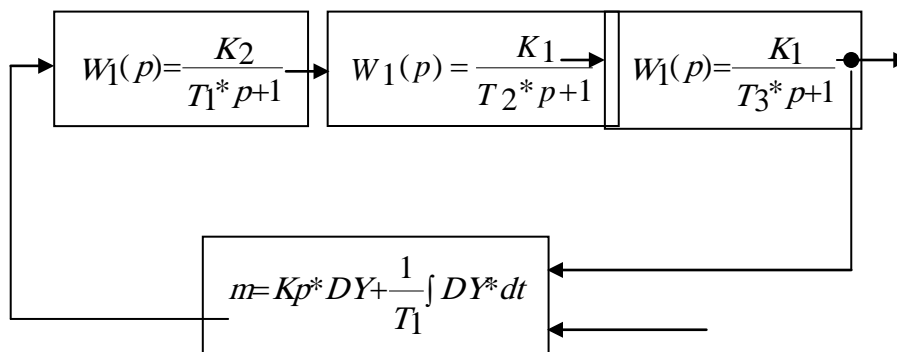 W1(p)=K2/(T1*p+1)
W1(p)=K1/(T2*p+1)
W1(p)=K1/(T3*p+1)
m=Kp*DY+1/T1∫DY*dt